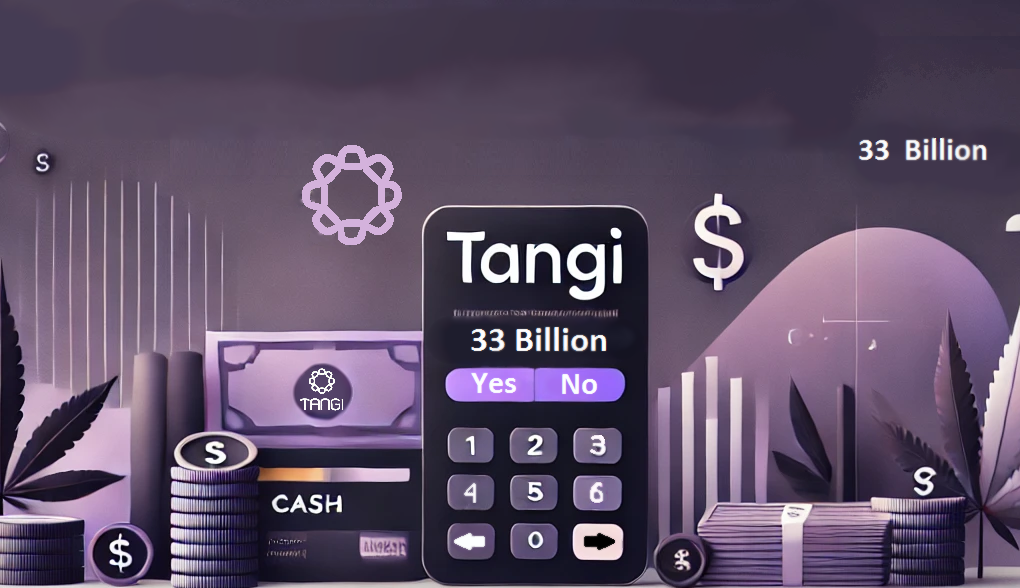 S
33 Billion
$
Tangi
33 Billion
Yes No
TANGI
S
CASH
1 2 3
4 5 6
0
$
S